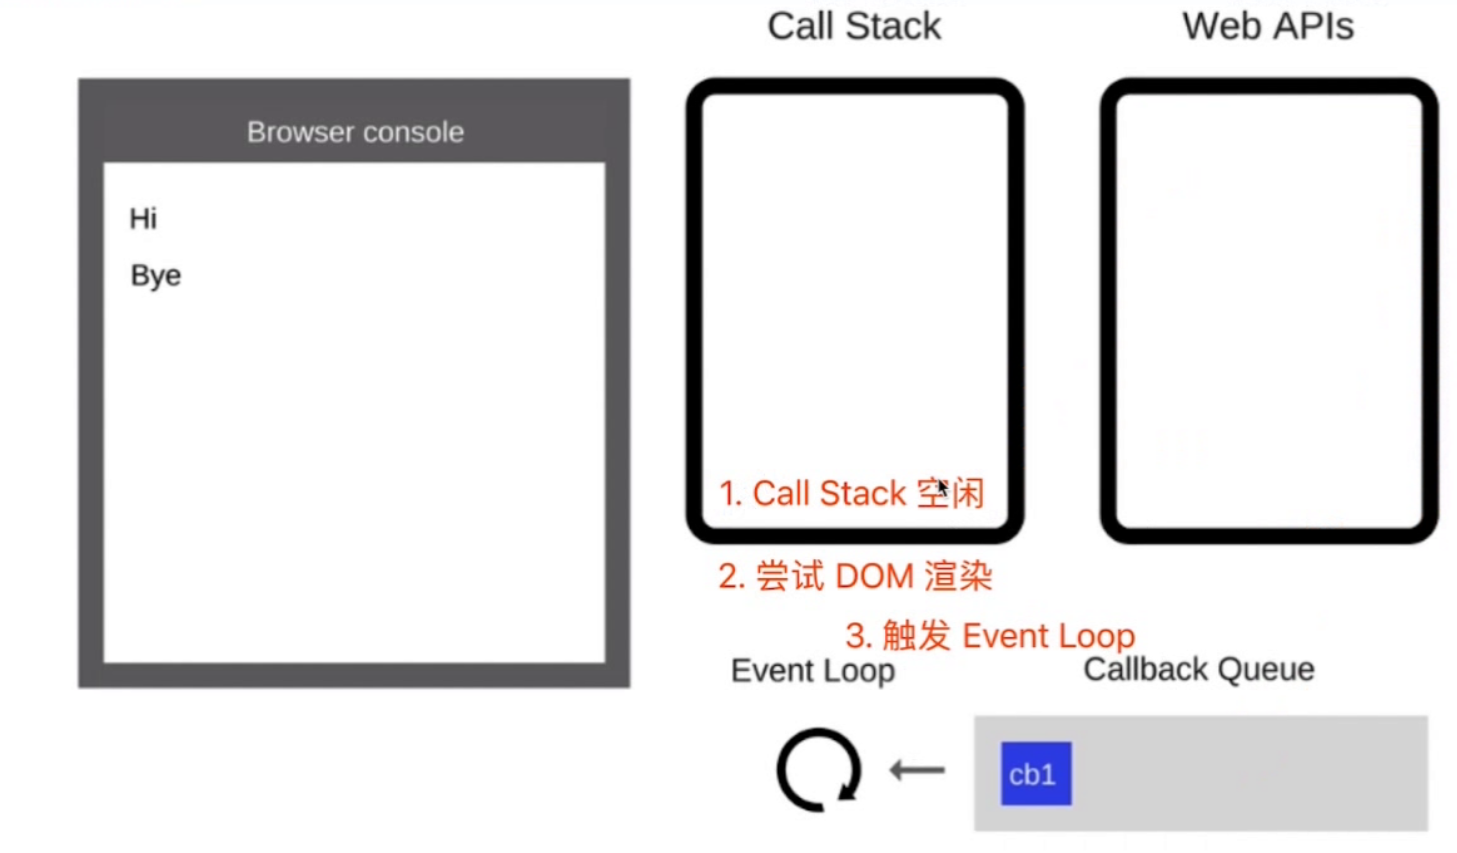 Call Stack
Web APIs
Browser console
Hi
Bye
1. Call Stack 空闲
2. 尝试 DOM 渲染
3. 触发 Event Loop
Event Loop
Callback Queue
cb1